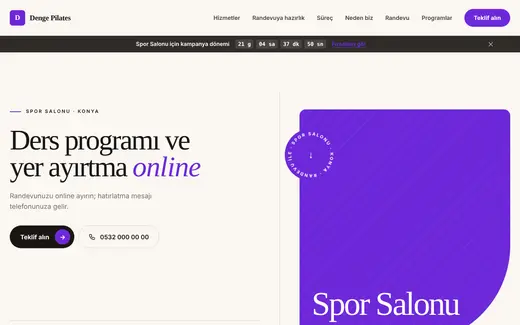 D Denge Pilates
Hizmetler Randevuya hazırlık Süreç Neden biz Randevu Programlar Teklif alın
Spor Salonu için kampanya dönemi 21 g 04 sa 37 dk 50 sn
SPOR SALONU · KONYA
Ders programı ve
yer ayırtma online
Randevunuzu online ayırın; hatırlatma mesajı
telefonunuza gelir.
Teklif alın → 0532 000 00 00
SPOR SALONU · KONYA · RANDEVU İLE ·
↓
Spor Salonu